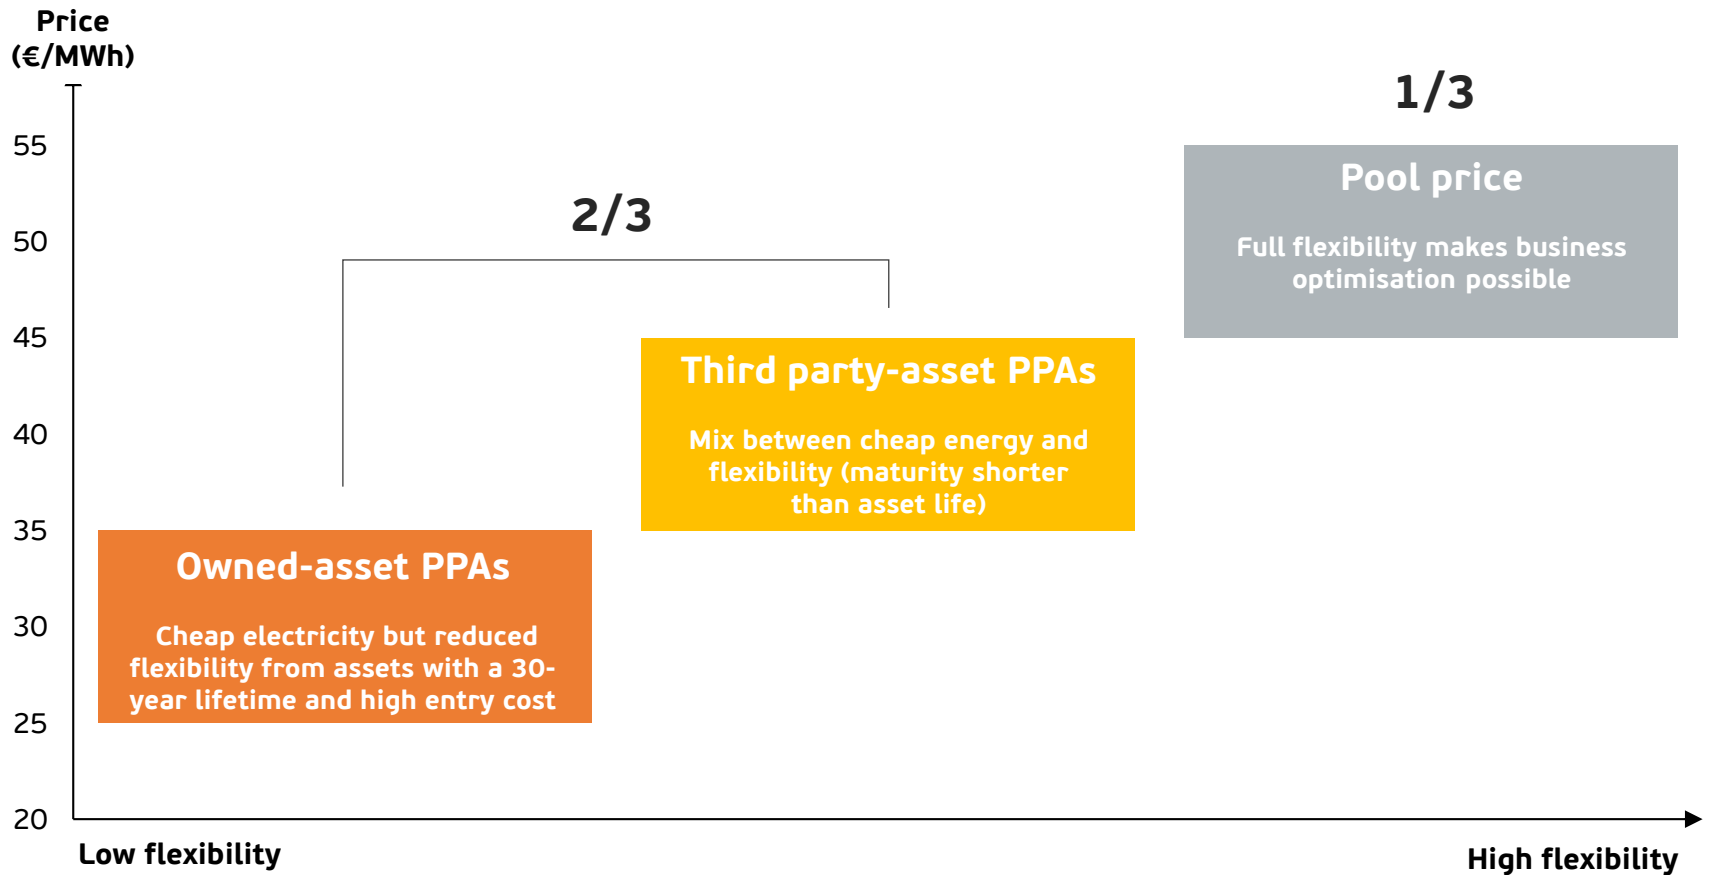 Price
(€/MWh)
55
50
45
40
35
30
25
20
2/3
1/3
Pool price
Full flexibility makes business
optimisation possible
Third party-asset PPAs
Mix between cheap energy and
flexibility (maturity shorter
than asset life)
Owned-asset PPAs
Cheap electricity but reduced
flexibility from assets with a 30-
year lifetime and high entry cost
Low flexibility
High flexibility